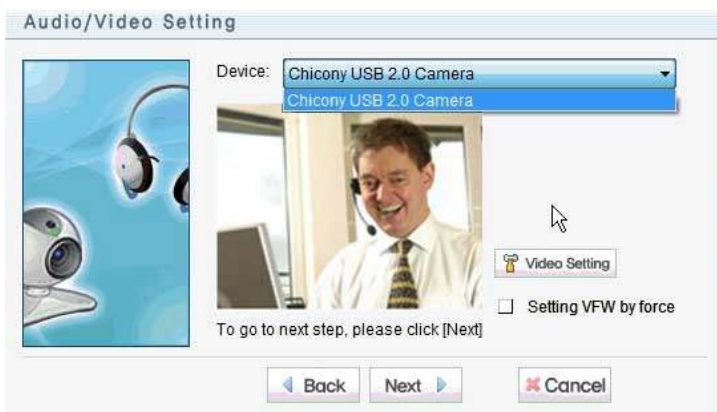 Audio/Video Setting
Device:
Chicony USB 2.0 Camera
Chicony USB 2.0 Camera
Video Setting
Setting VFW by force
To go to next step, please click [Next]
Back
Next
Cancel